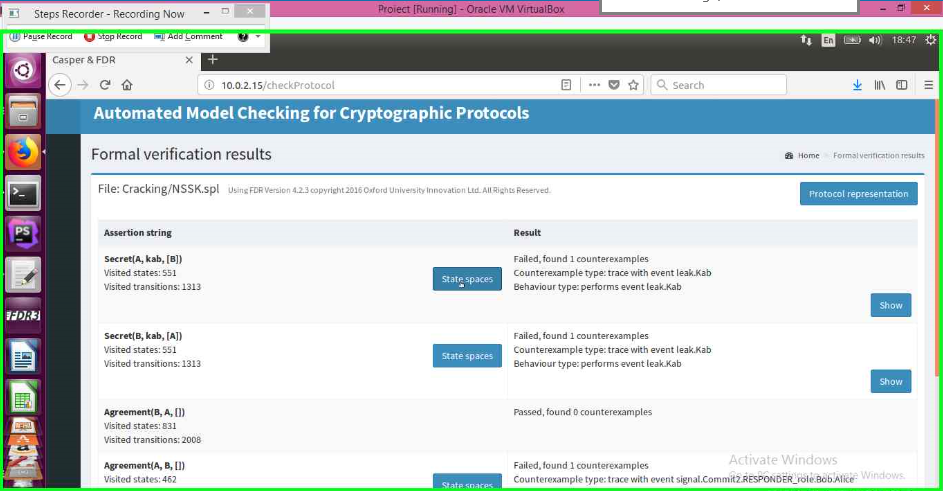 Steps Recorder - Recording Now
Project [Running] - Oracle VM VirtualBox
Pause Record Stop Record Add Comment
En 18:47
Casper & FDR
10.0.2.15/checkProtocol
Search
Automated Model Checking for Cryptographic Protocols
Formal verification results
Home Formal verification results
File: Cracking/NSSK.spl Using FDR Version 4.2.3 copyright 2016 Oxford University Innovation Ltd. All Rights Reserved.
Protocol representation
Assertion string Result
Secret(A, kab, [B]) Failed, found 1 counterexamples
Visited states: 551 State spaces Counterexample type: trace with event leak.Kab
Visited transitions: 1313 Behaviour type: performs event leak.Kab
Show
Secret(B, kab, [A]) Failed, found 1 counterexamples
Visited states: 551 State spaces Counterexample type: trace with event leak.Kab
Visited transitions: 1313 Behaviour type: performs event leak.Kab
Show
Agreement(B, A, []) Passed, found 0 counterexamples
Visited states: 831
Visited transitions: 2008
Agreement(A, B, []) Failed, found 1 counterexamples
Visited states: 462 State spaces Counterexample type: trace with event signal.Commit2.RESPONDER_role.Bob.Alice
PS
FDR3
Activate Windows
Go to PC settings to activate Windows.